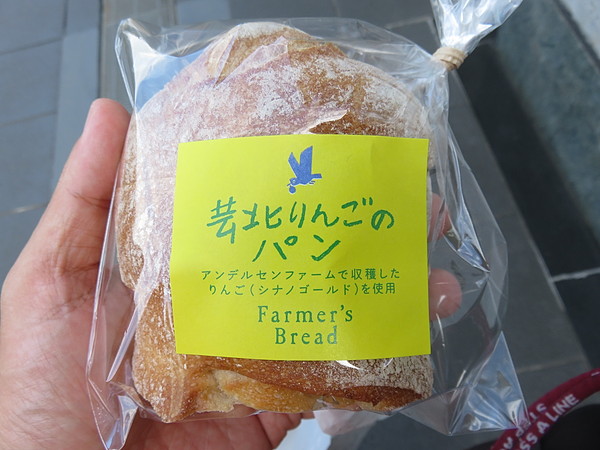 芸北りんごの
パン
アンデルセンファームで収穫した
りんご(シナノゴールド)を使用
Farmer's
Bread
A LINE